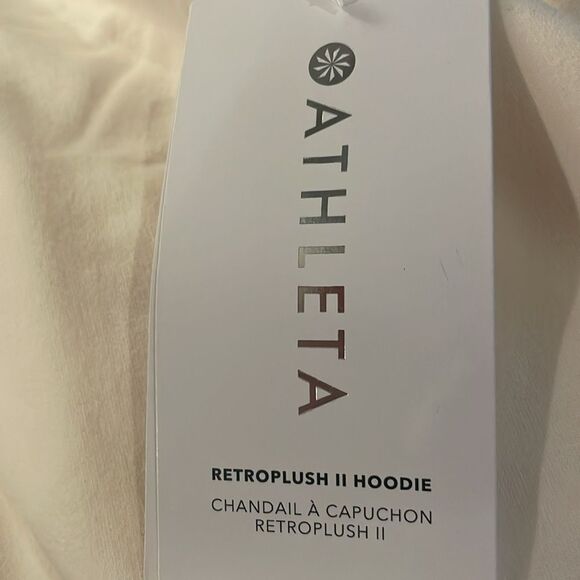 ATHLETA
RETROPLUSH II HOODIE
CHANDAIL À CAPUCHON
RETROPLUSH II